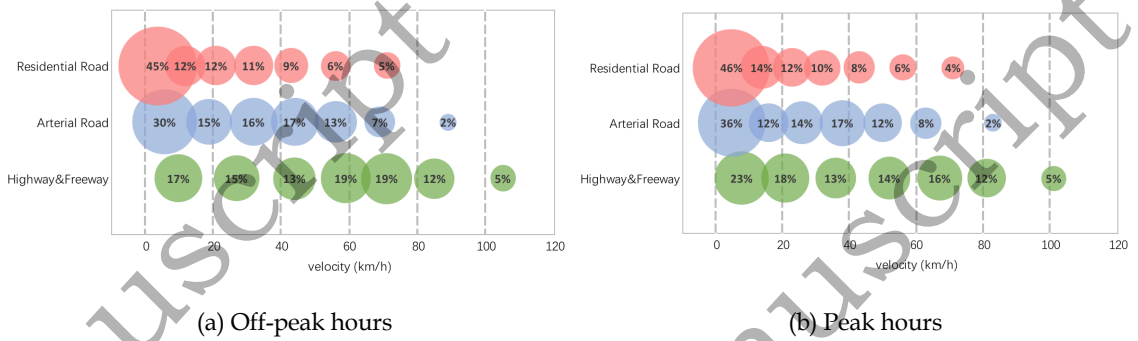 Residential Road 45% 12% 12% 11% 9% 6% 5%
Arterial Road 30% 15% 16% 17% 13% 7% 2%
Highway&Freeway 17% 15% 13% 19% 19% 12% 5%
0 20 40 60 80 100 120
velocity (km/h)
(a) Off-peak hours
Residential Road 46% 14% 12% 10% 8% 6% 4%
Arterial Road 36% 12% 14% 17% 12% 8% 2%
Highway&Freeway 23% 18% 13% 14% 16% 12% 5%
0 20 40 60 80 100 120
velocity (km/h)
(b) Peak hours
uscript
uscript